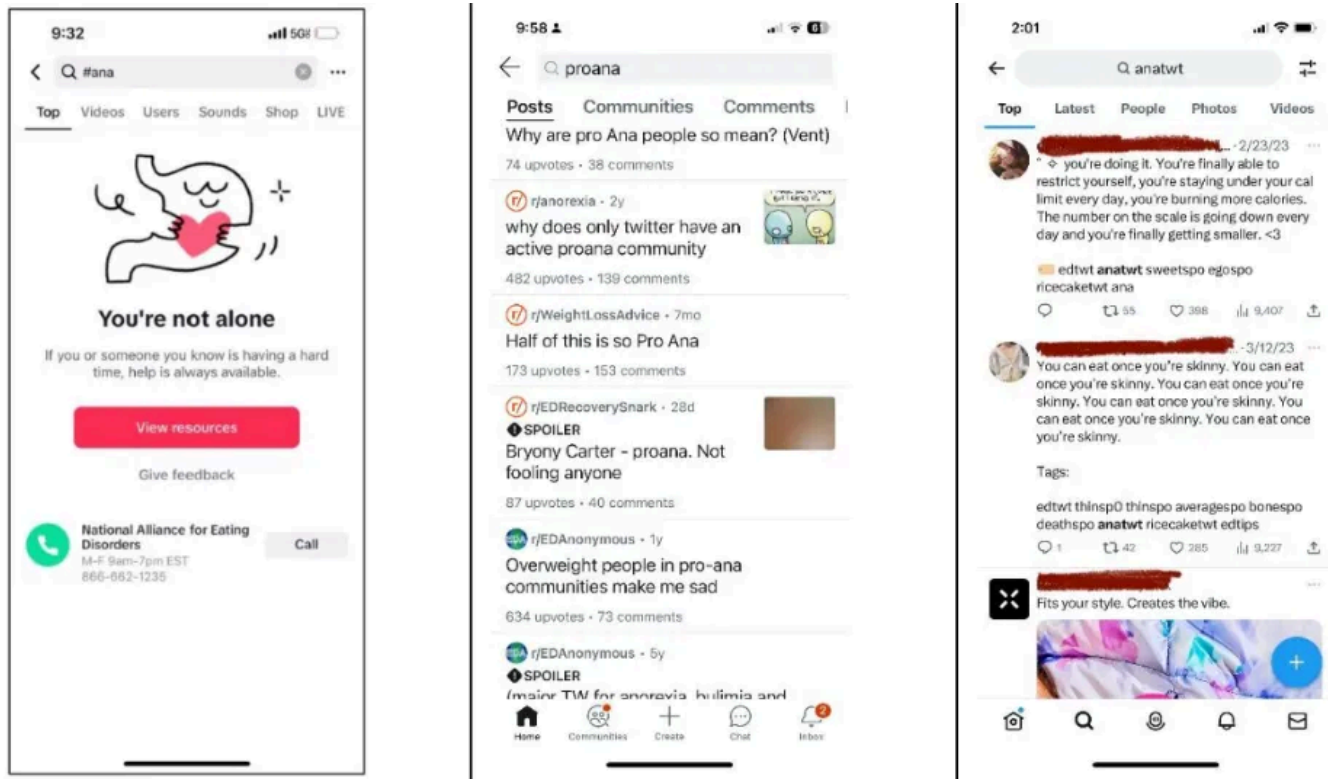 9:32
5G
#ana
Top Videos Users Sounds Shop LIVE
You're not alone
If you or someone you know is having a hard
time, help is always available.
View resources
Give feedback
National Alliance for Eating
Disorders
M-F 9am-7pm EST
866-662-1235
Call
9:58
proana
Posts Communities Comments
Why are pro Ana people so mean? (Vent)
74 upvotes • 38 comments
r/anorexia • 2y
why does only twitter have an
active proana community
482 upvotes • 139 comments
r/WeightLossAdvice • 7mo
Half of this is so Pro Ana
173 upvotes • 153 comments
r/EDRecoverySnark • 28d
SPOILER
Bryony Carter - proana. Not
fooling anyone
87 upvotes • 40 comments
r/EDAnonymous • 1y
Overweight people in pro-ana
communities make me sad
634 upvotes • 73 comments
r/EDAnonymous • 5y
SPOILER
(major TW for anorexia, bulimia and
Home Communities Create Chat Inbox
2
2:01
anatwt
Top Latest People Photos Videos
... · 2/23/23
you're doing it. You're finally able to
restrict yourself, you're staying under your cal
limit every day, you're burning more calories.
The number on the scale is going down every
day and you're finally getting smaller. <3
edtwt anatwt sweetspo egospo
ricecaketwt ana
55 398 9,407
... · 3/12/23
You can eat once you're skinny. You can eat
once you're skinny. You can eat once you're
skinny. You can eat once you're skinny. You
can eat once you're skinny. You can eat once
you're skinny.
Tags:
edtwt thinsp0 thinspo averagespo bonespo
deathspo anatwt ricecaketwt edtips
1 42 285 9,227
Fits your style. Creates the vibe.